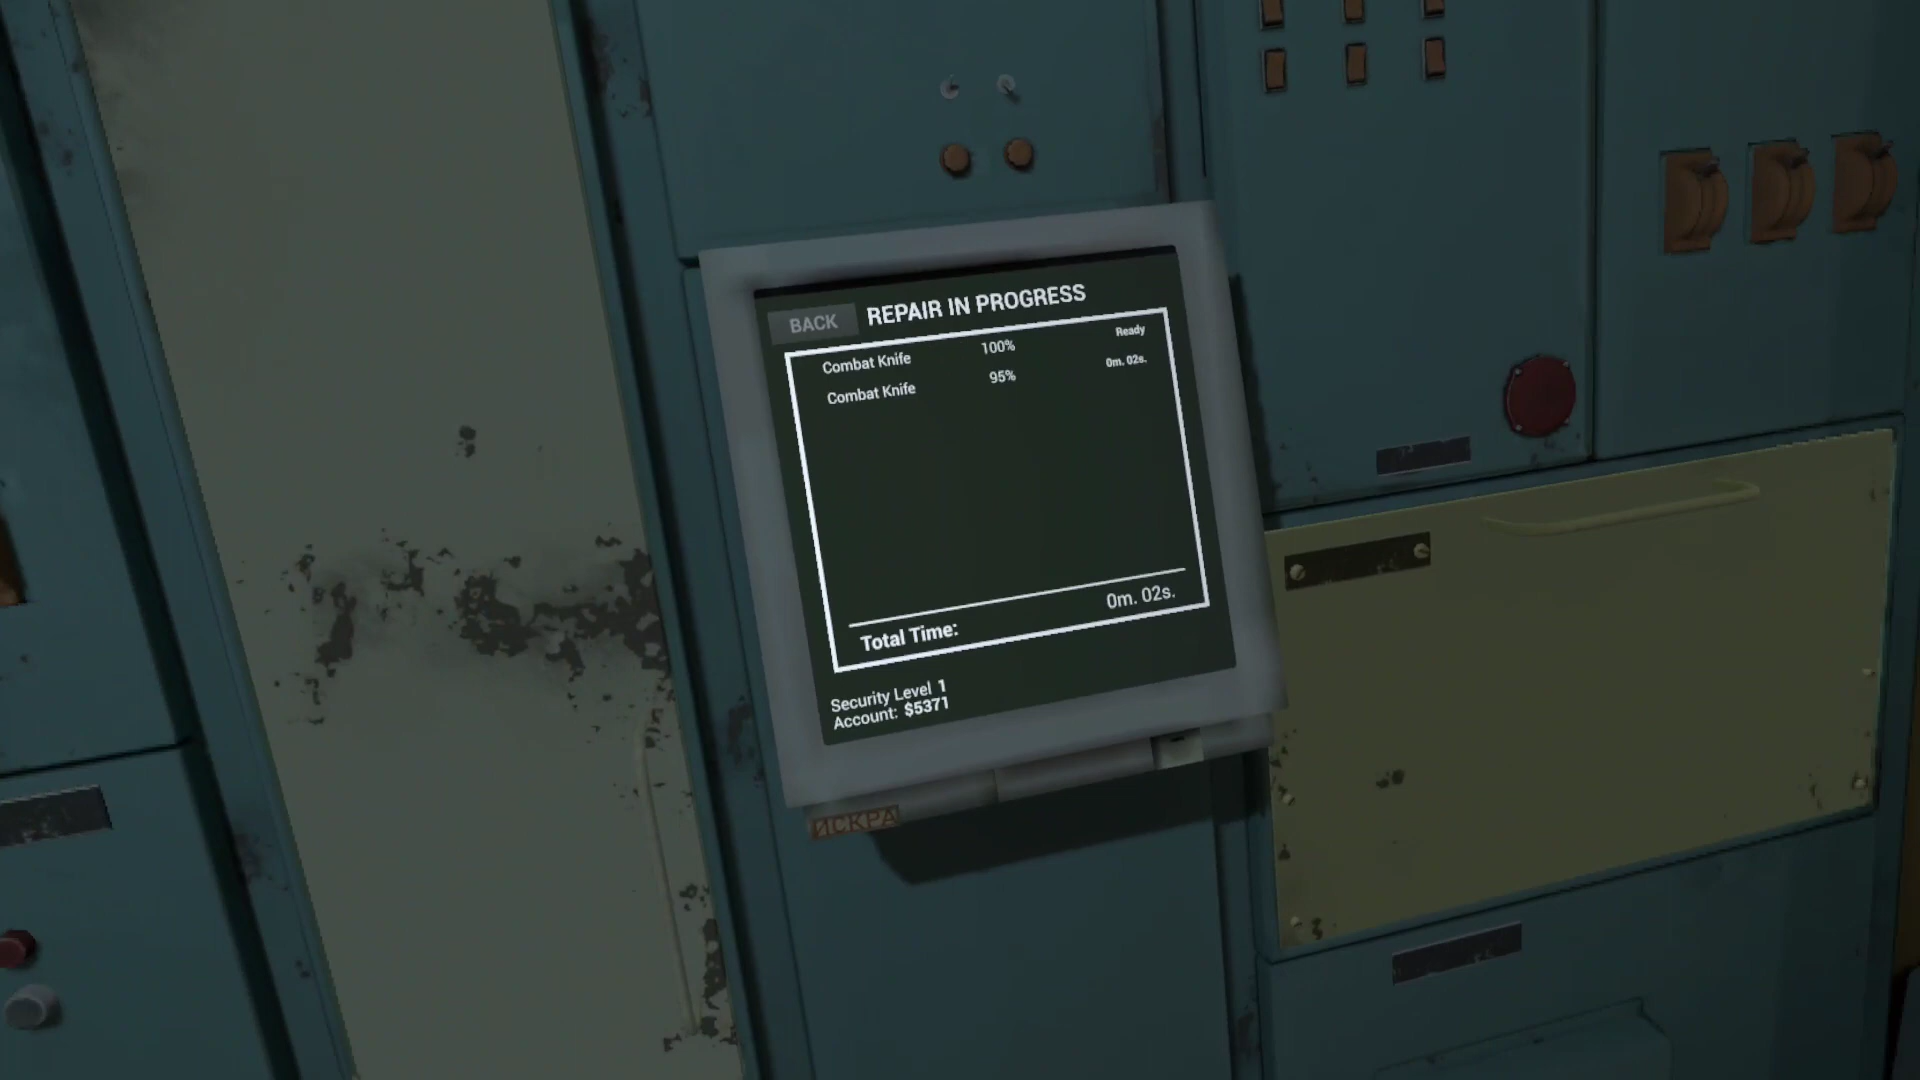 BACK REPAIR IN PROGRESS
Combat Knife 100% Ready
Combat Knife 95% 0m. 02s.
Total Time: 0m. 02s.
Security Level 1
Account: $5371
ИСКРА